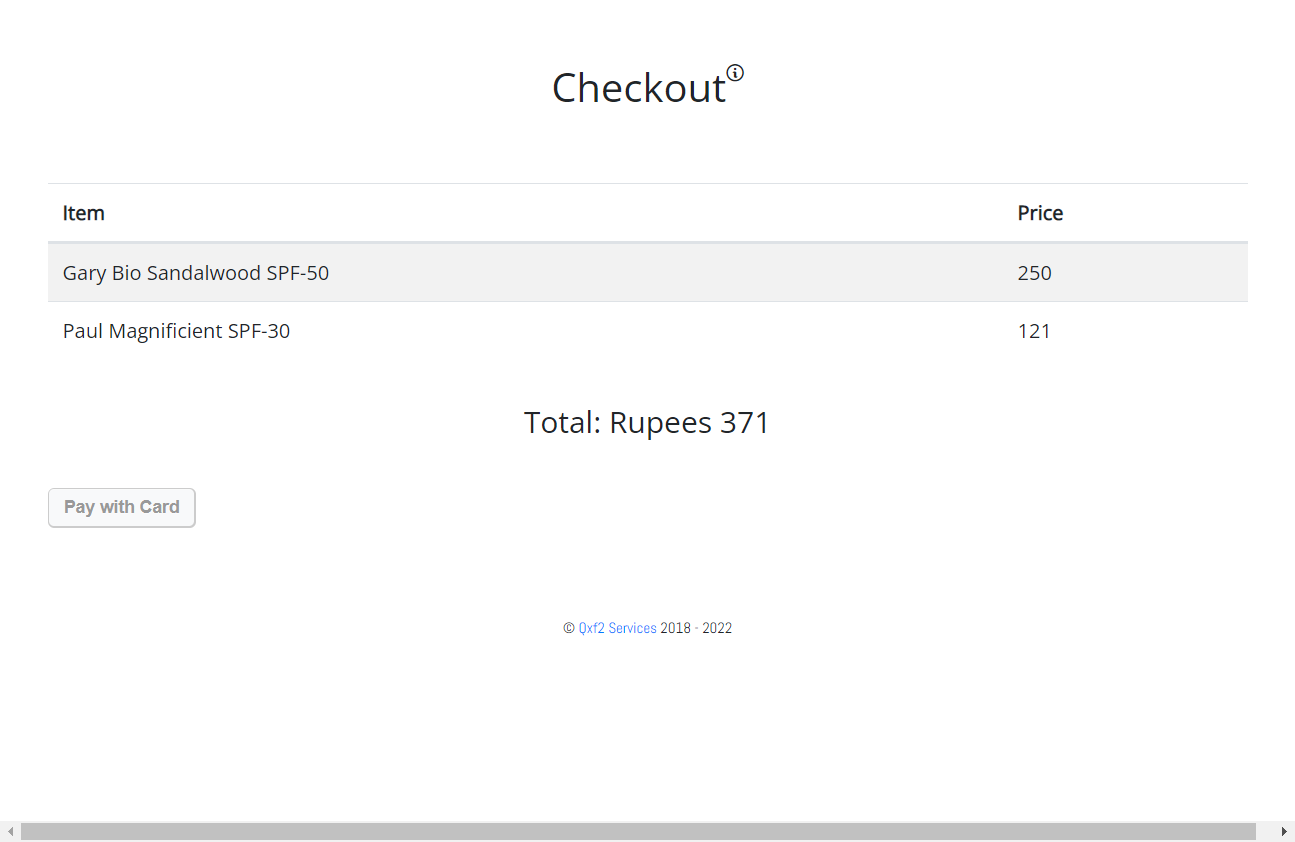 Checkout
Item Price
Gary Bio Sandalwood SPF-50 250
Paul Magnificient SPF-30 121
Total: Rupees 371
Pay with Card
© Qxf2 Services 2018 - 2022